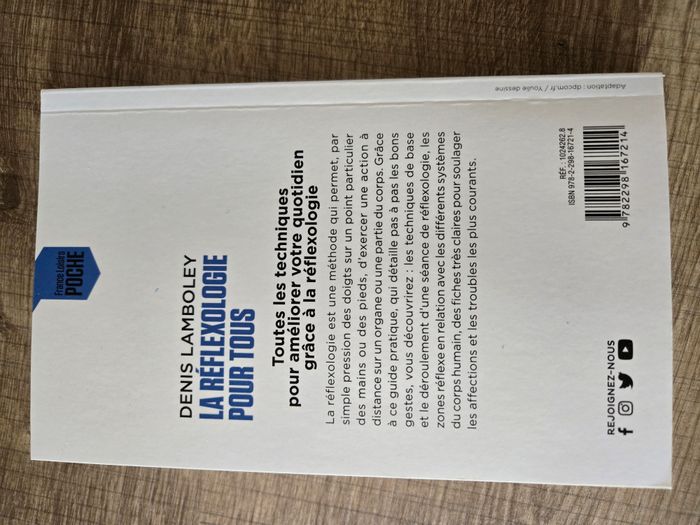 France Loisirs
POCHE
DENIS LAMBOLEY
LA RÉFLEXOLOGIE
POUR TOUS
Toutes les techniques
pour améliorer votre quotidien
grâce à la réflexologie
La réflexologie est une méthode qui permet, par
simple pression des doigts sur un point particulier
des mains ou des pieds, d'exercer une action à
distance sur un organe ou une partie du corps. Grâce
à ce guide pratique, qui détaille pas à pas les bons
gestes, vous découvrirez : les techniques de base
et le déroulement d'une séance de réflexologie, les
zones réflexe en relation avec les différents systèmes
du corps humain, des fiches très claires pour soulager
les affections et les troubles les plus courants.
REJOIGNEZ-NOUS
RÉF. : 1024262.8
ISBN 978-2-298-16721-4
9 782298 167214
Adaptation : dpcom.fr / Youlie dessine